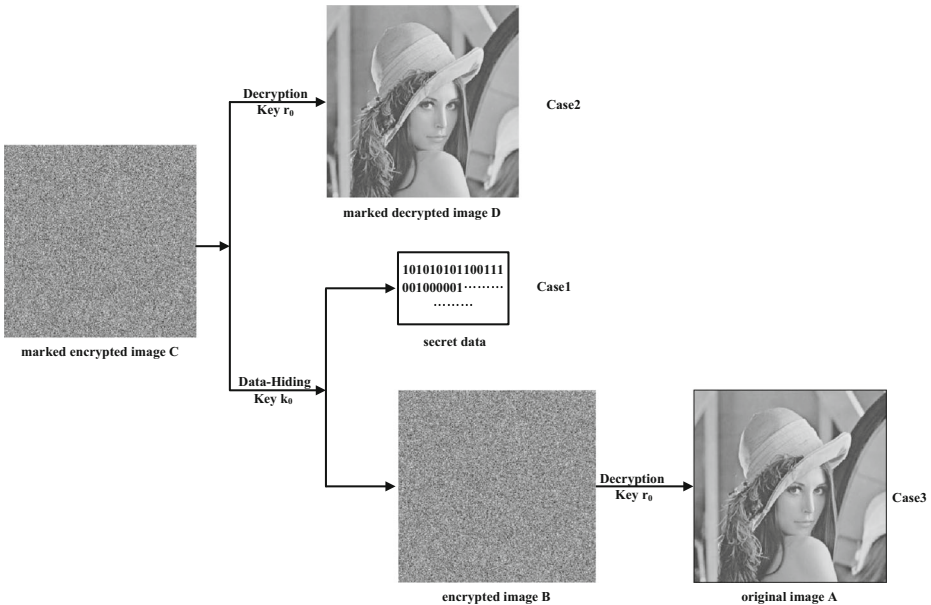 Decryption
Key r₀
Case2
marked decrypted image D
marked encrypted image C
101010101100111
001000001………
………
Case1
secret data
Data-Hiding
Key k₀
Decryption
Key r₀
Case3
encrypted image B
original image A